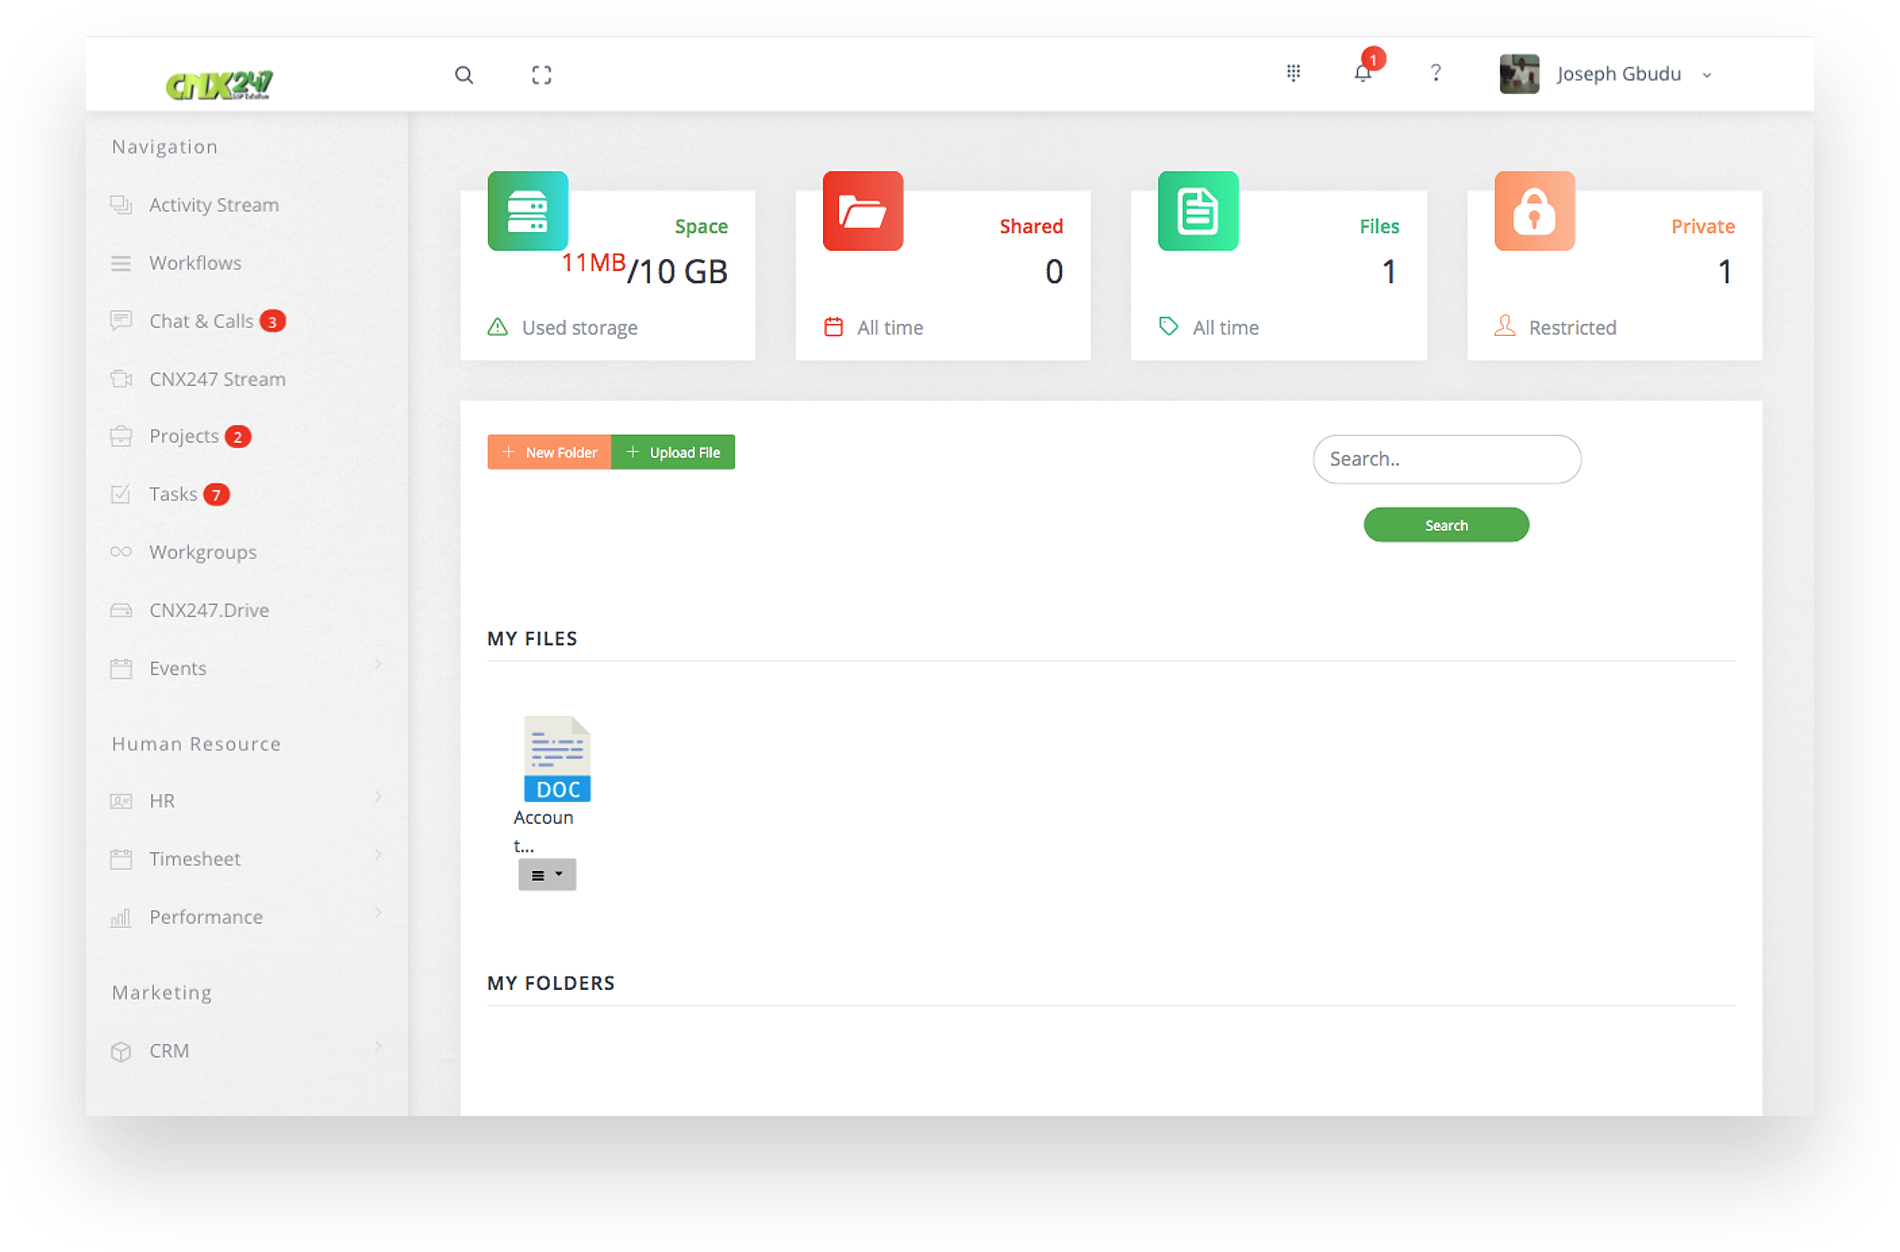 CNX247
1
?
Joseph Gbudu
Navigation
Activity Stream
Workflows
Chat & Calls 3
CNX247 Stream
Projects 2
Tasks 7
Workgroups
CNX247.Drive
Events
Human Resource
HR
Timesheet
Performance
Marketing
CRM
Space
11MB/10 GB
Used storage
Shared
0
All time
Files
1
All time
Private
1
Restricted
+ New Folder
+ Upload File
Search..
Search
MY FILES
DOC
Accoun
t...
MY FOLDERS